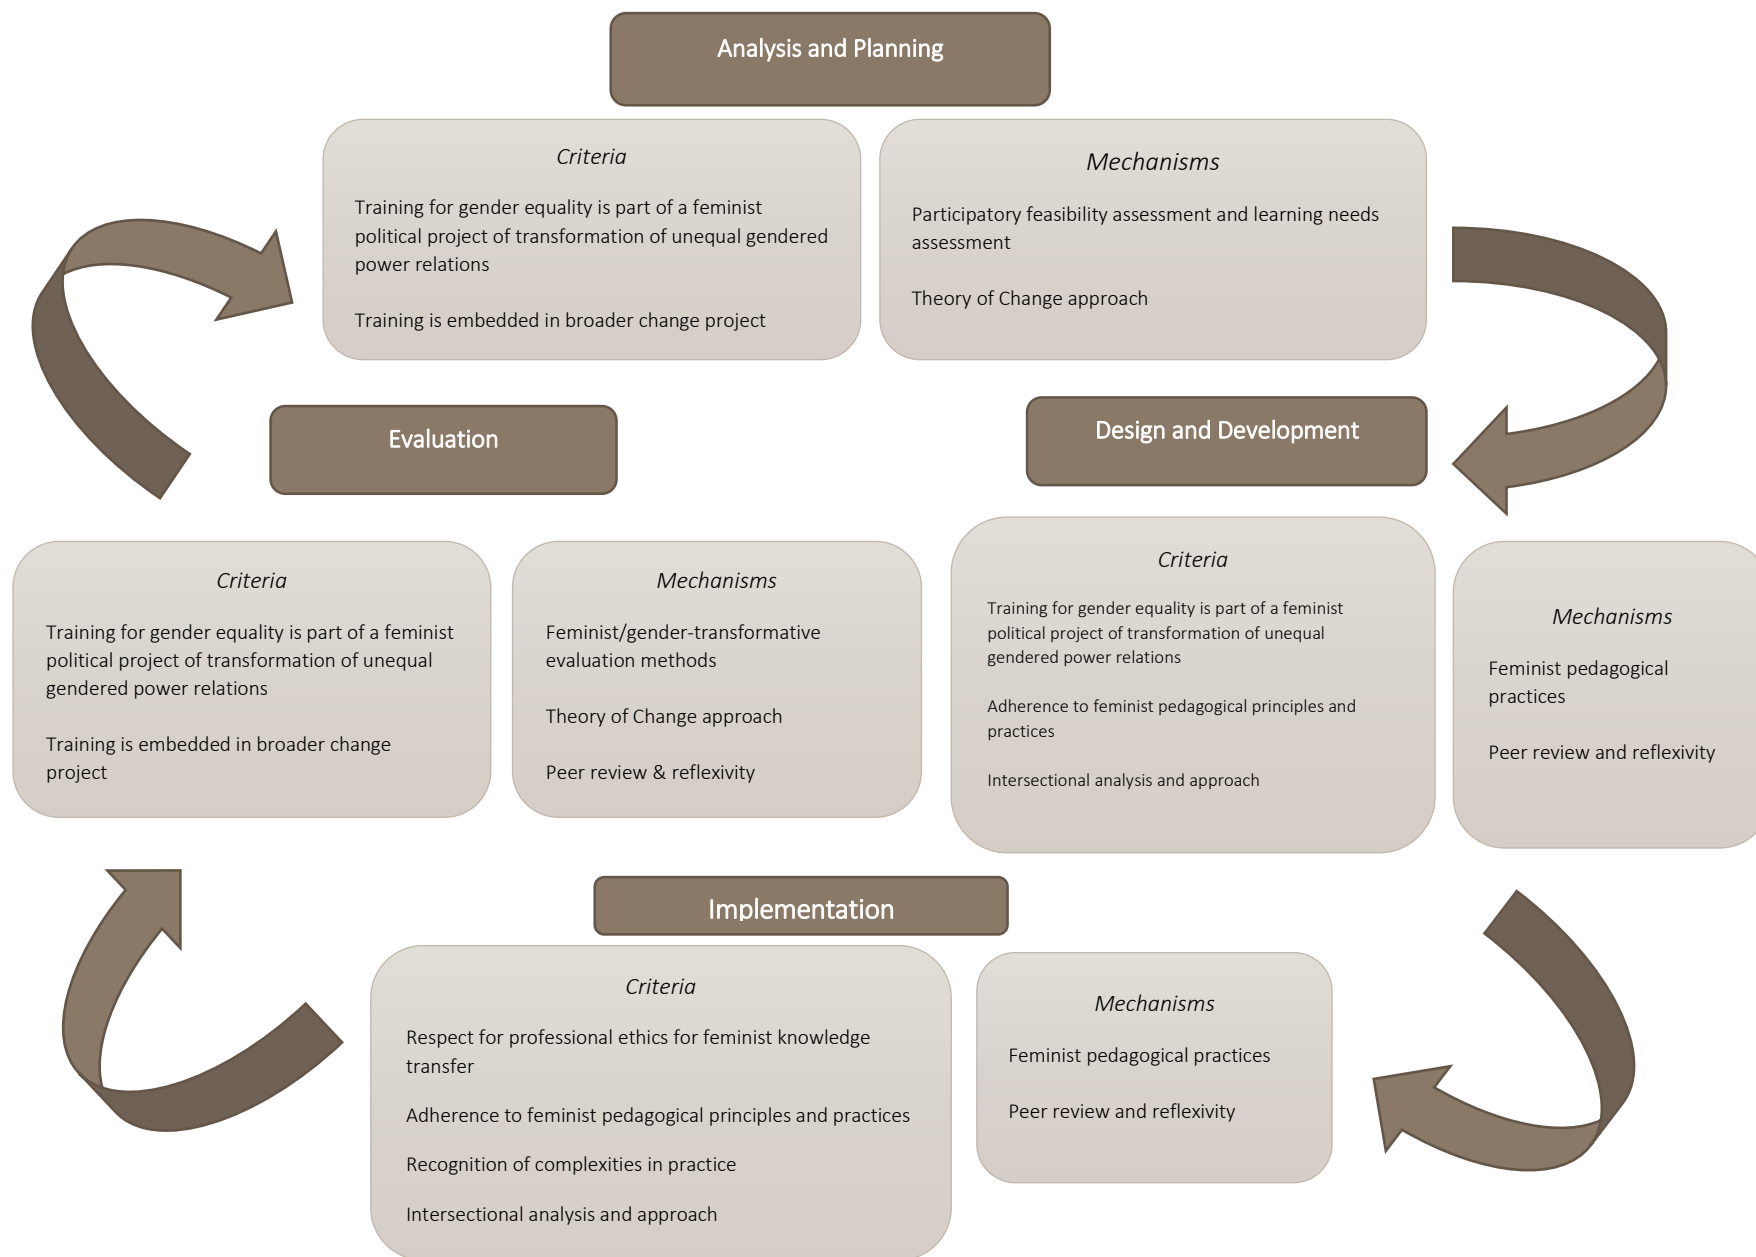 Analysis and Planning
Criteria
Training for gender equality is part of a feminist
political project of transformation of unequal gendered
power relations
Training is embedded in broader change project
Mechanisms
Participatory feasibility assessment and learning needs
assessment
Theory of Change approach
Evaluation
Criteria
Training for gender equality is part of a feminist
political project of transformation of unequal
gendered power relations
Training is embedded in broader change
project
Mechanisms
Feminist/gender-transformative
evaluation methods
Theory of Change approach
Peer review & reflexivity
Design and Development
Criteria
Training for gender equality is part of a feminist
political project of transformation of unequal
gendered power relations
Adherence to feminist pedagogical principles and
practices
Intersectional analysis and approach
Mechanisms
Feminist pedagogical
practices
Peer review and reflexivity
Implementation
Criteria
Respect for professional ethics for feminist knowledge
transfer
Adherence to feminist pedagogical principles and practices
Recognition of complexities in practice
Intersectional analysis and approach
Mechanisms
Feminist pedagogical practices
Peer review and reflexivity